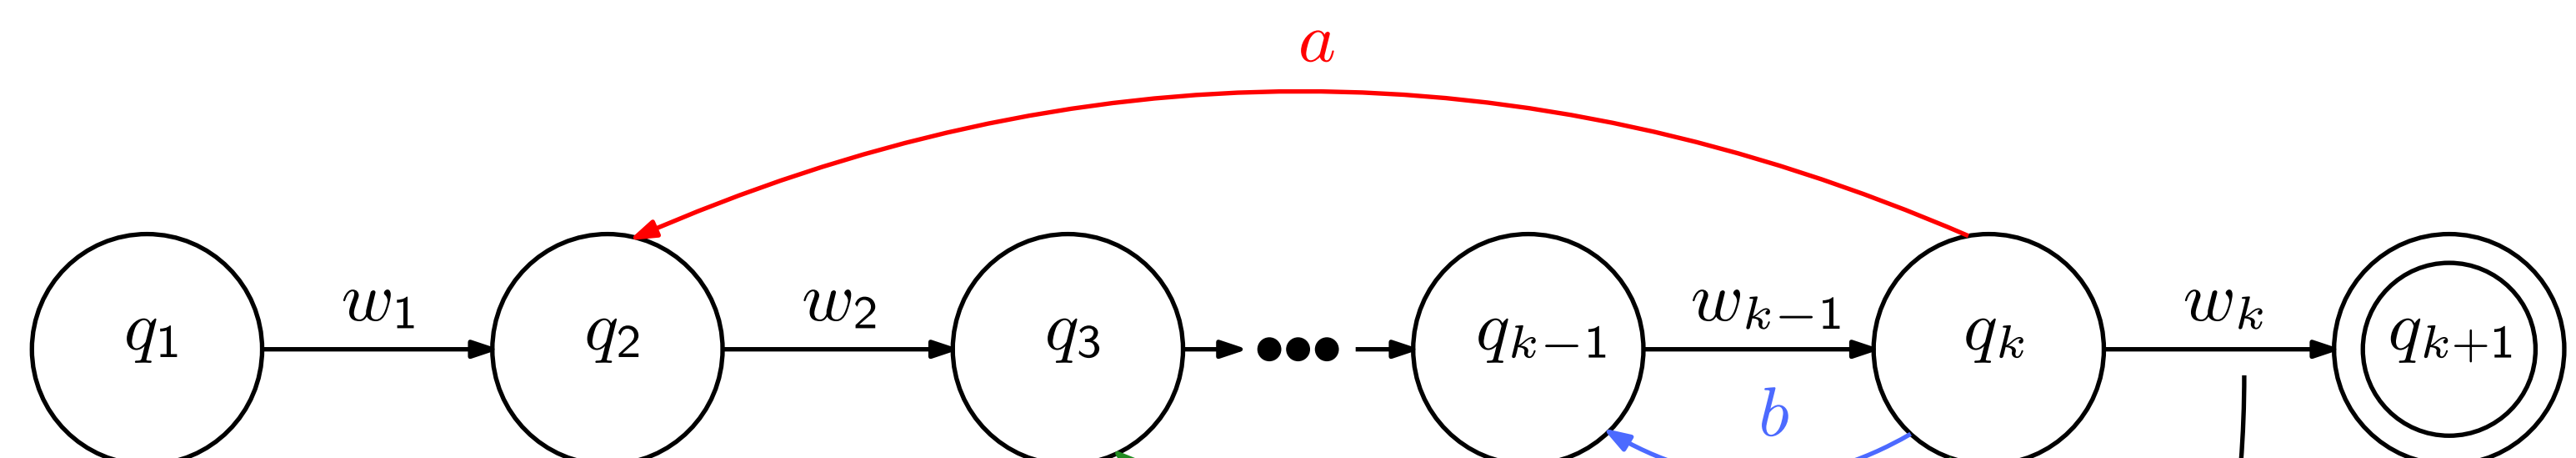 a
q₁ w₁ q₂ w₂ q₃ ••• qₖ₋₁ wₖ₋₁ qₖ wₖ qₖ₊₁
b